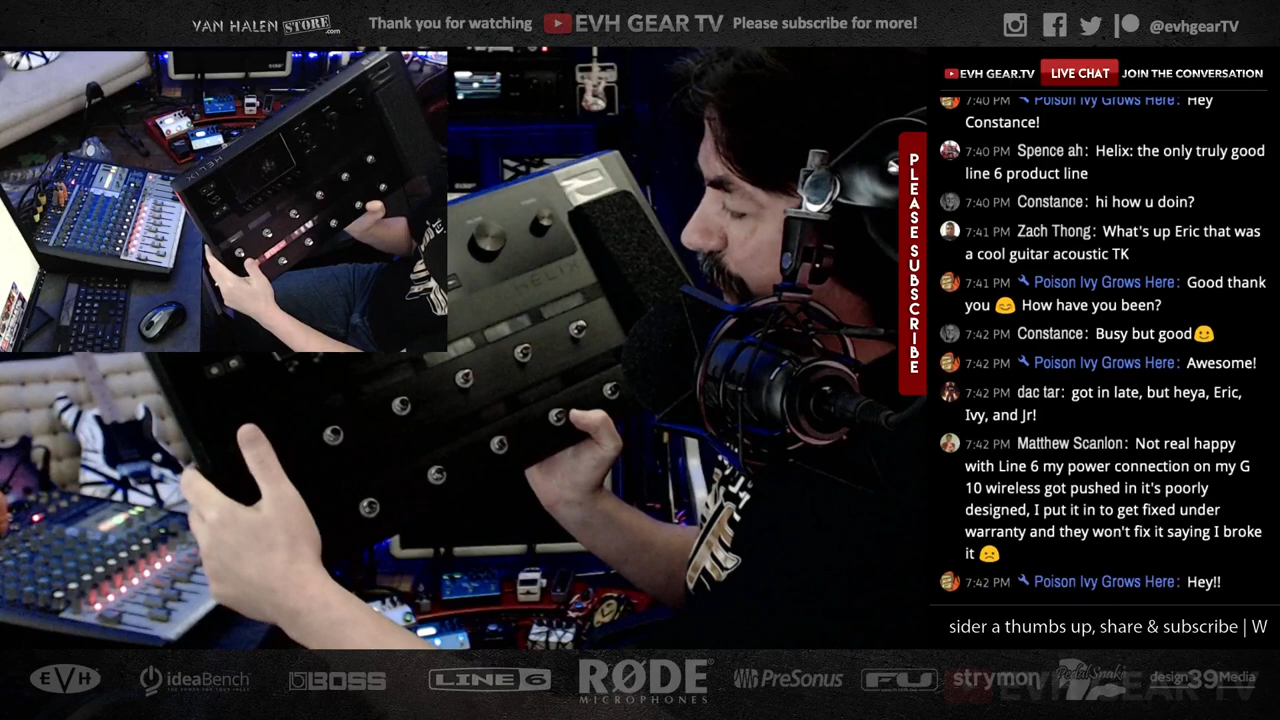 VAN HALEN STORE.com
Thank you for watching EVH GEAR TV Please subscribe for more!
@evhgearTV
HELIX
HELIX
PLEASE SUBSCRIBE
EVH GEAR.TV LIVE CHAT JOIN THE CONVERSATION
7:40 PM Poison Ivy Grows Here: Hey
Constance!
7:40 PM Spence ah: Helix: the only truly good
line 6 product line
7:40 PM Constance: hi how u doin?
7:41 PM Zach Thong: What's up Eric that was
a cool guitar acoustic TK
7:41 PM Poison Ivy Grows Here: Good thank
you 😊 How have you been?
7:42 PM Constance: Busy but good🙂
7:42 PM Poison Ivy Grows Here: Awesome!
7:42 PM dac tar: got in late, but heya, Eric,
Ivy, and Jr!
7:42 PM Matthew Scanlon: Not real happy
with Line 6 my power connection on my G
10 wireless got pushed in it's poorly
designed, I put it in to get fixed under
warranty and they won't fix it saying I broke
it ☹️
7:42 PM Poison Ivy Grows Here: Hey!!
sider a thumbs up, share & subscribe | W
EVH ideaBench BOSS LINE 6 RØDE MICROPHONES PreSonus FU strymon PedalSnake design39Media
EVH GEAR TV